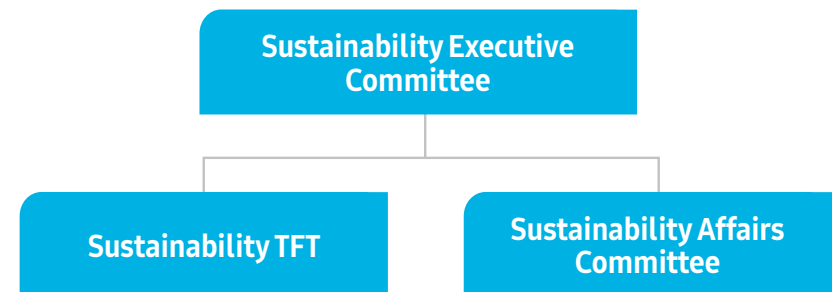 Sustainability Executive
Committee
Sustainability TFT
Sustainability Affairs
Committee